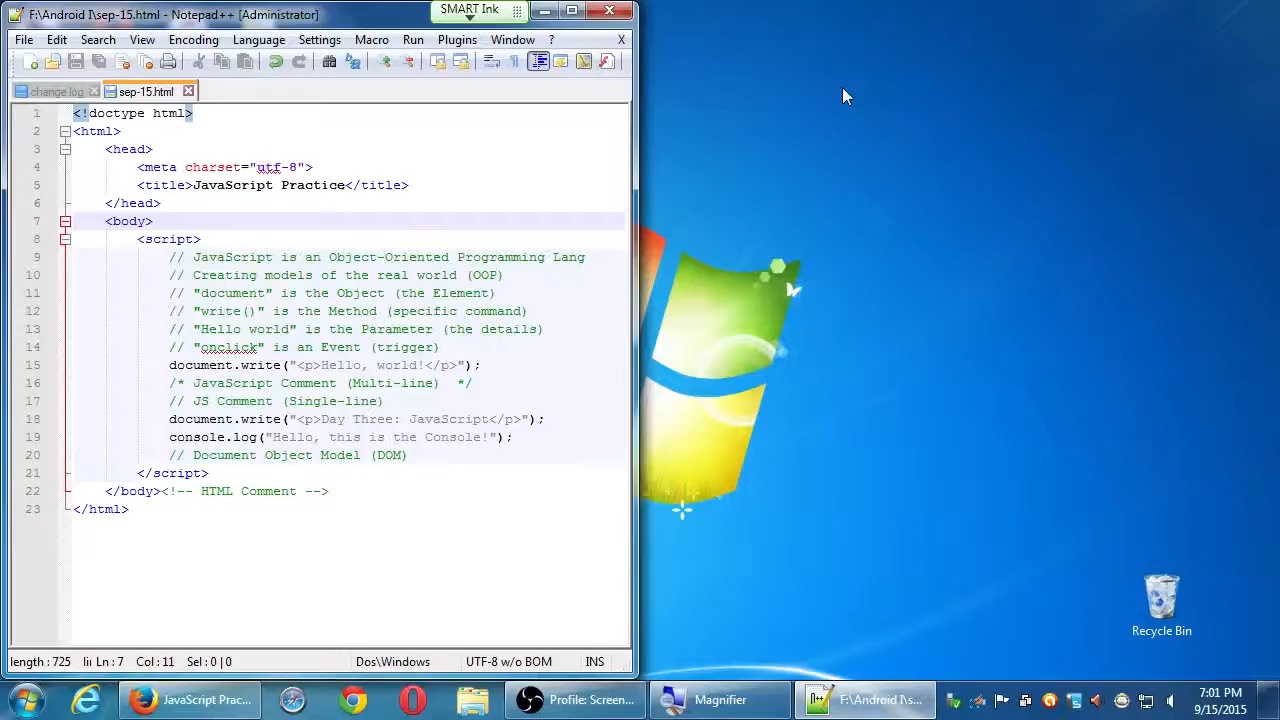 F:\Android I\sep-15.html - Notepad++ [Administrator]
SMART Ink
File Edit Search View Encoding Language Settings Macro Run Plugins Window ? X
change.log sep-15.html
1 <!doctype html>
2 <html>
3 <head>
4 <meta charset="utf-8">
5 <title>JavaScript Practice</title>
6 </head>
7 <body>
8 <script>
9 // JavaScript is an Object-Oriented Programming Lang
10 // Creating models of the real world (OOP)
11 // "document" is the Object (the Element)
12 // "write()" is the Method (specific command)
13 // "Hello world" is the Parameter (the details)
14 // "onclick" is an Event (trigger)
15 document.write("<p>Hello, world!</p>");
16 /* JavaScript Comment (Multi-line) */
17 // JS Comment (Single-line)
18 document.write("<p>Day Three: JavaScript</p>");
19 console.log("Hello, this is the Console!");
20 // Document Object Model (DOM)
21 </script>
22 </body><!-- HTML Comment -->
23 </html>
Recycle Bin
length : 725 lii Ln : 7 Col : 11 Sel : 0 | 0 Dos\Windows UTF-8 w/o BOM INS
JavaScript Prac... Profile: Screen... Magnifier F:\Android I\s...
7:01 PM
9/15/2015